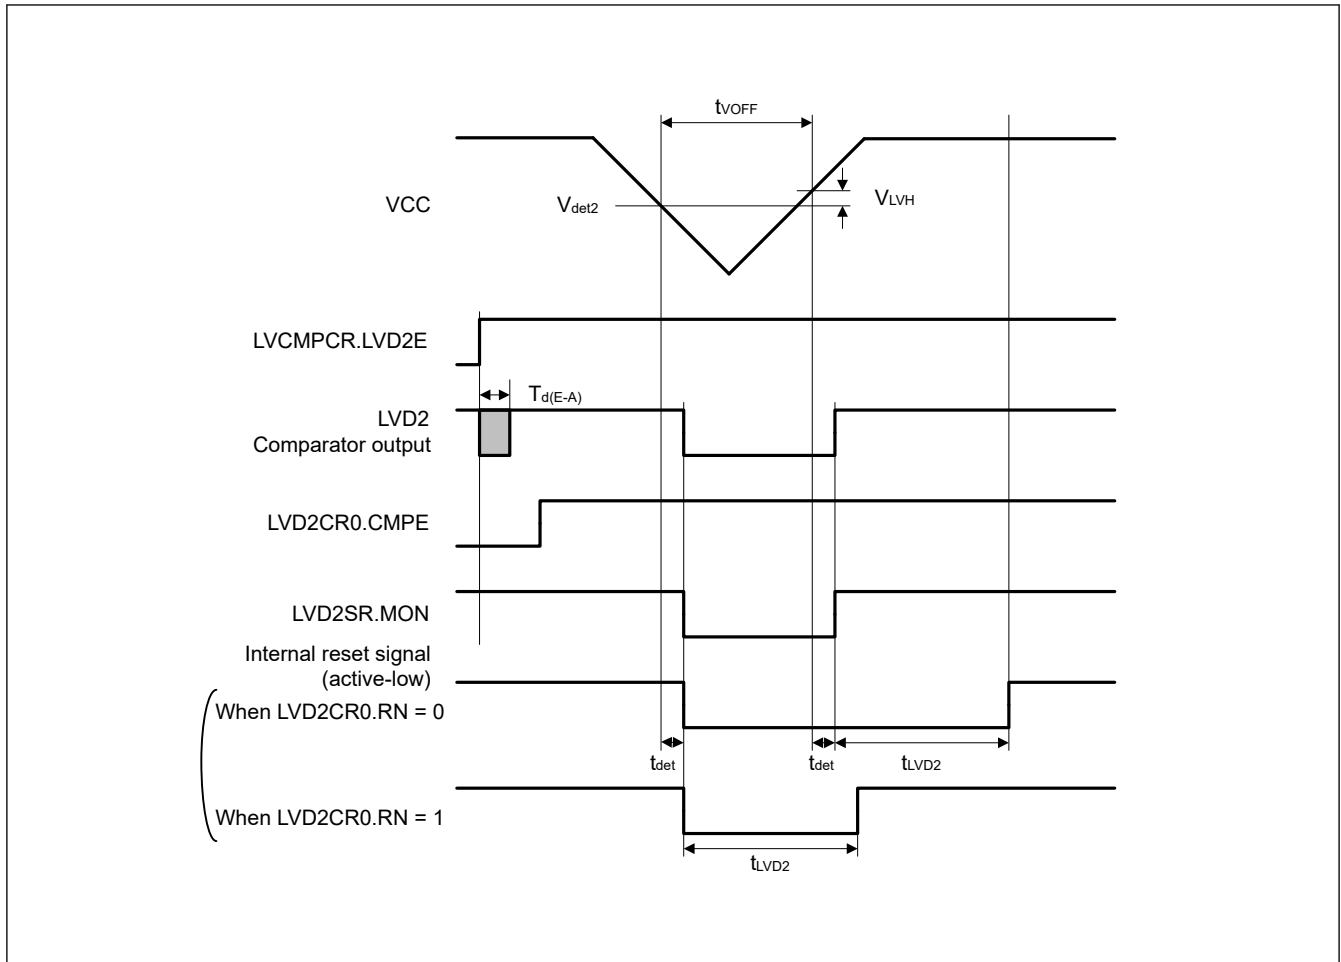 tVOFF
VCC
Vdet2
VLVH
LVCMPCR.LVD2E
Td(E-A)
LVD2
Comparator output
LVD2CR0.CMPE
LVD2SR.MON
Internal reset signal
(active-low)
When LVD2CR0.RN = 0
tdet
tdet
tLVD2
When LVD2CR0.RN = 1
tLVD2